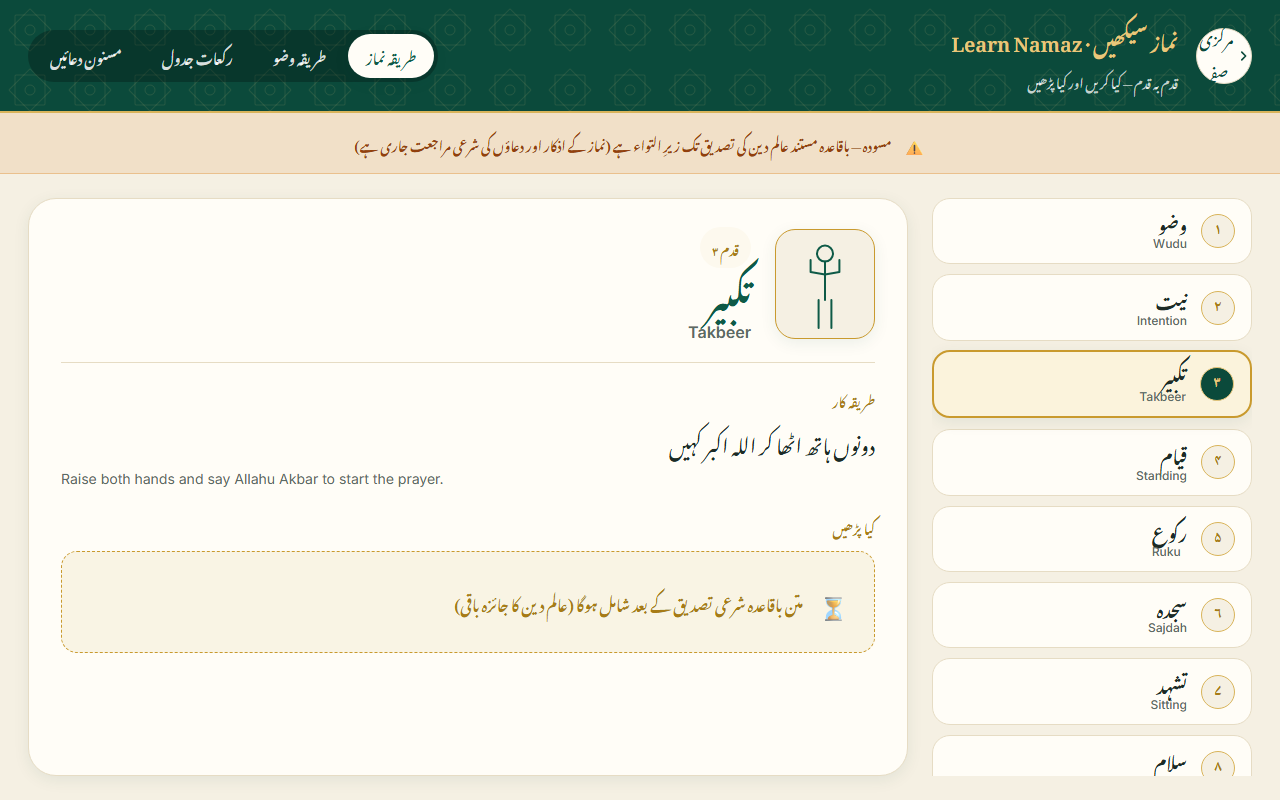 مرکزی
صفـ
نماز سیکھیں · Learn Namaz
قدم بہ قدم — کیا کریں اور کیا پڑھیں
طریقہ نماز
طریقہ وضو
رکعات جدول
مسنون دعائیں
⚠️ مسودہ — باقاعدہ مستند عالم دین کی تصدیق تک زیرِ التواء ہے (نماز کے اذکار اور دعاؤں کی شرعی مراجعت جاری ہے)
۱
وضو
Wudu
۲
نیت
Intention
۳
تکبیر
Takbeer
۴
قیام
Standing
۵
رکوع
Ruku
۶
سجدہ
Sajdah
۷
تشہد
Sitting
۸
سلام
قدم ۳
تکبیر
Takbeer
طریقہ کار
دونوں ہاتھ اٹھا کر اللہ اکبر کہیں
Raise both hands and say Allahu Akbar to start the prayer.
کیا پڑھیں
⏳ متن باقاعدہ شرعی تصدیق کے بعد شامل ہوگا (عالم دین کا جائزہ باقی)